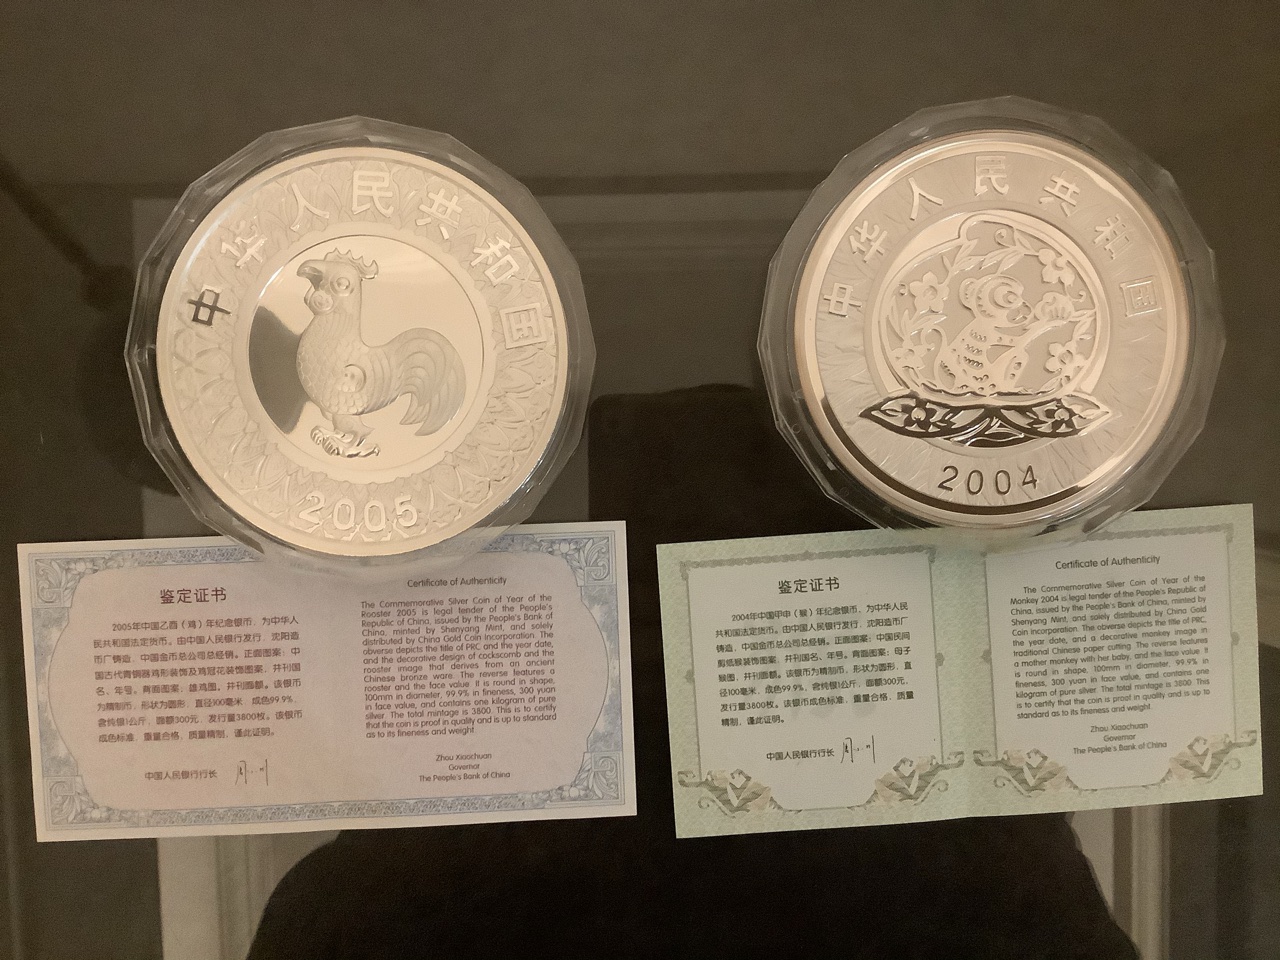 中华人民共和国
2005
中华人民共和国
2004
鉴定证书
2005年中国乙酉（鸡）年纪念银币，为中华人
民共和国法定货币。由中国人民银行发行，沈阳造
币厂铸造，中国金币总公司总经销。正面图案：中
国古代青铜器鸡形装饰及鸡冠花装饰图案，并刊国
名、年号。背面图案：雄鸡图，并刊面额。该银币
为精制币，形状为圆形，直径100毫米，成色99.9%，
含纯银1公斤，面额300元，发行量3800枚。该银币
成色标准，重量合格，质量精制，谨此证明。
中国人民银行行长
Certificate of Authenticity
The Commemorative Silver Coin of Year of the
Rooster 2005 is legal tender of the People's
Republic of China, issued by the People's Bank of
China, minted by Shenyang Mint, and solely
distributed by China Gold Coin Incorporation. The
obverse depicts the title of PRC and the year date,
and the decorative design of cockscomb and the
rooster image that derives from an ancient
Chinese bronze ware. The reverse features a
rooster and the face value. It is round in shape,
100mm in diameter, 99.9% in fineness, 300 yuan
in face value, and contains one kilogram of pure
silver. The total mintage is 3800. This is to certify
that the coin is proof in quality and is up to standard
as to its fineness and weight.
Zhou Xiaochuan
Governor
The People's Bank of China
鉴定证书
2004年中国甲申（猴）年纪念银币，为中华人民
共和国法定货币。由中国人民银行发行，沈阳造币厂
铸造，中国金币总公司总经销。正面图案：中国民间
剪纸猴装饰图案，并刊国名、年号。背面图案：母子
猴图，并刊面额。该银币为精制币，形状为圆形，直
径100毫米，成色99.9%，含纯银1公斤，面额300元，
发行量3800枚。该银币成色标准，重量合格，质量
精制，谨此证明。
中国人民银行行长
Certificate of Authenticity
The Commemorative Silver Coin of Year of the
Monkey 2004 is legal tender of the People's Republic of
China, issued by the People's Bank of China, minted by
Shenyang Mint, and solely distributed by China Gold
Coin Incorporation. The obverse depicts the title of PRC,
the year date, and a decorative monkey image in
traditional Chinese paper cutting. The reverse features
a mother monkey with her baby, and the face value. It
is round in shape, 100mm in diameter, 99.9% in
fineness, 300 yuan in face value, and contains one
kilogram of pure silver. The total mintage is 3800. This
is to certify that the coin is proof in quality and is up to
standard as to its fineness and weight.
Zhou Xiaochuan
Governor
The People's Bank of China